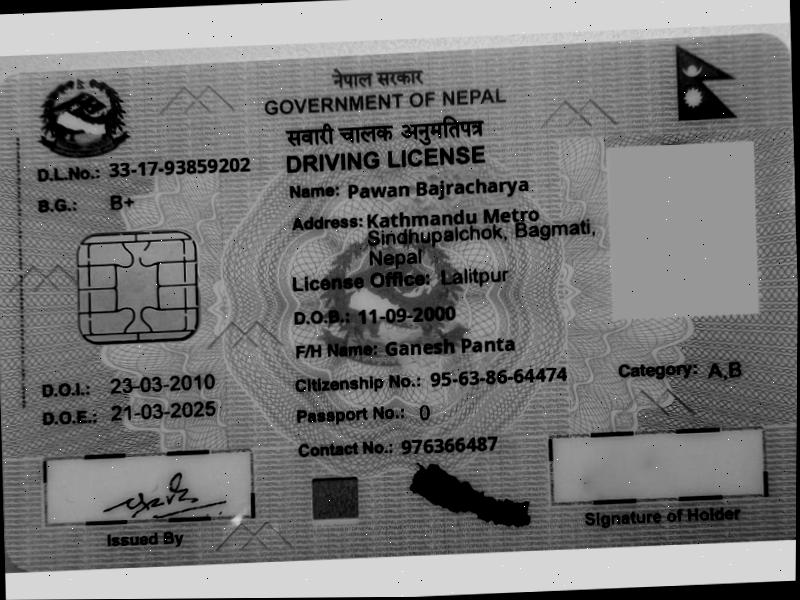 नेपाल सरकार
GOVERNMENT OF NEPAL
सवारी चालक अनुमतिपत्र
DRIVING LICENSE
D.L.No.: 33-17-93859202
B.G.: B+
Name: Pawan Bajracharya
Address: Kathmandu Metro
Sindhupalchok, Bagmati,
Nepal
License Office: Lalitpur
D.O.B.: 11-09-2000
F/H Name: Ganesh Panta
Citizenship No.: 95-63-86-64474
Passport No.: 0
Contact No.: 976366487
Category: A,B
D.O.I.: 23-03-2010
D.O.E.: 21-03-2025
Issued By
Signature of Holder